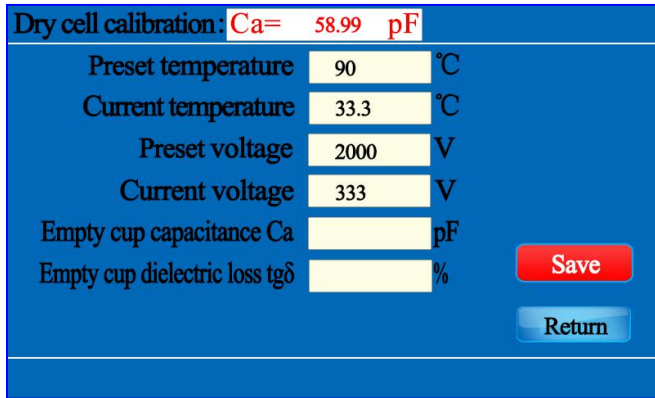 Dry cell calibration: Ca= 58.99 pF
Preset temperature 90 ℃
Current temperature 33.3 ℃
Preset voltage 2000 V
Current voltage 333 V
Empty cup capacitance Ca pF
Empty cup dielectric loss tgδ %
Save
Return